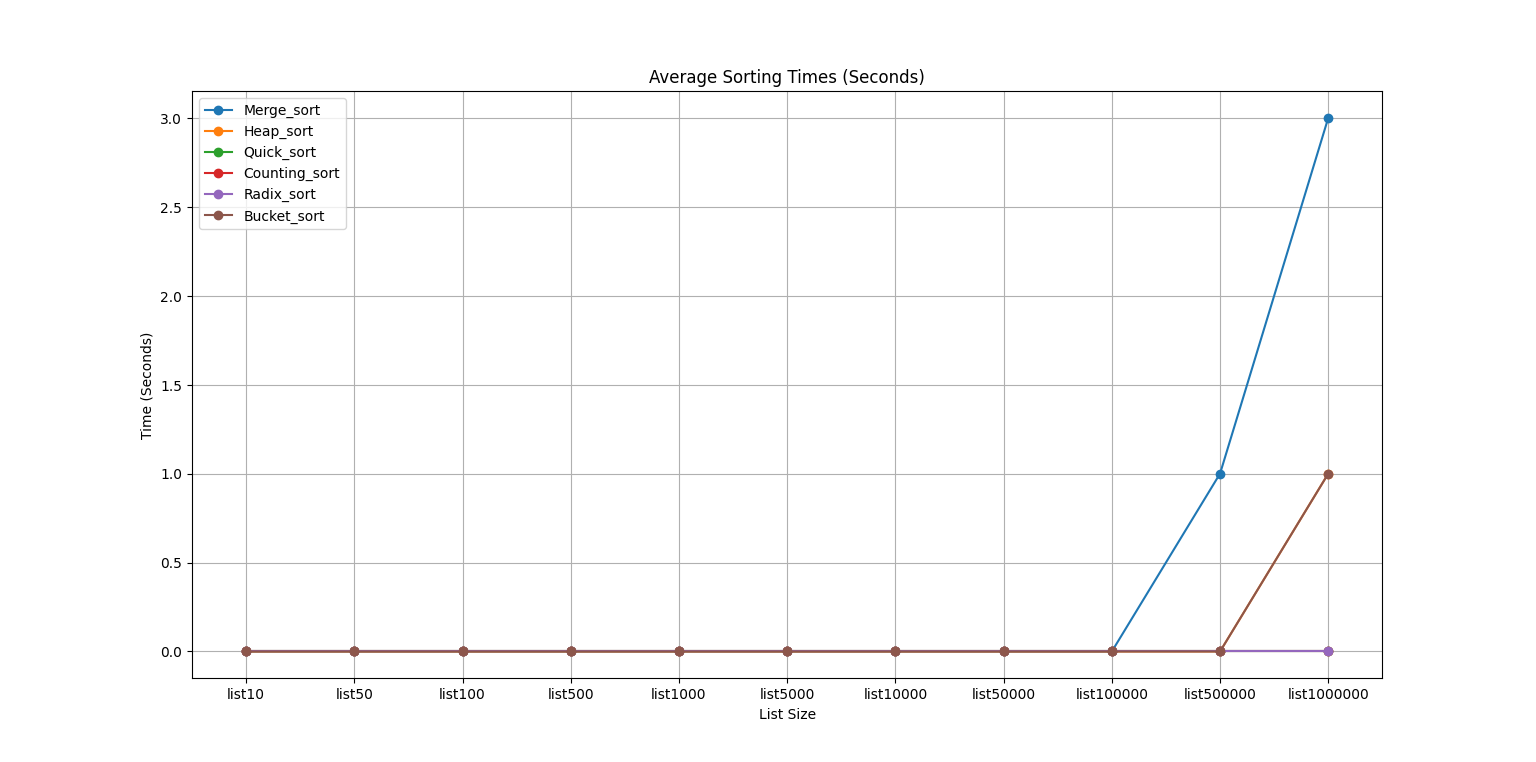 Average Sorting Times (Seconds)
Merge_sort
Heap_sort
Quick_sort
Counting_sort
Radix_sort
Bucket_sort
3.0
2.5
2.0
1.5
1.0
0.5
0.0
Time (Seconds)
list10 list50 list100 list500 list1000 list5000 list10000 list50000 list100000 list500000 list1000000
List Size